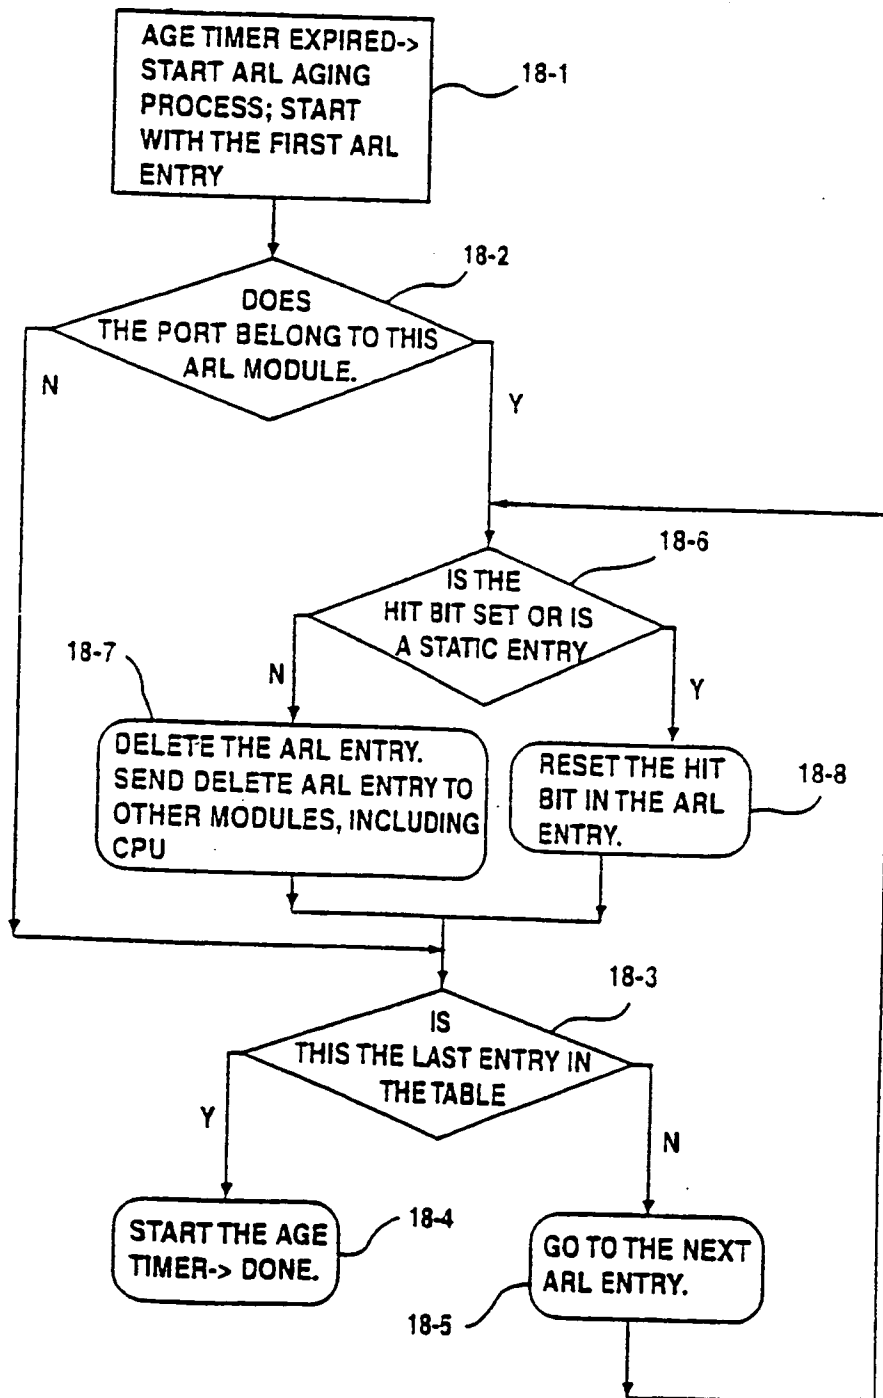 AGE TIMER EXPIRED->
START ARL AGING
PROCESS; START
WITH THE FIRST ARL
ENTRY
18-1
18-2
DOES
THE PORT BELONG TO THIS
ARL MODULE.
N
Y
18-6
IS THE
HIT BIT SET OR IS
A STATIC ENTRY
18-7
N
Y
DELETE THE ARL ENTRY.
SEND DELETE ARL ENTRY TO
OTHER MODULES, INCLUDING
CPU
RESET THE HIT
BIT IN THE ARL
ENTRY.
18-8
18-3
IS
THIS THE LAST ENTRY IN
THE TABLE
Y
N
START THE AGE
TIMER-> DONE.
18-4
GO TO THE NEXT
ARL ENTRY.
18-5